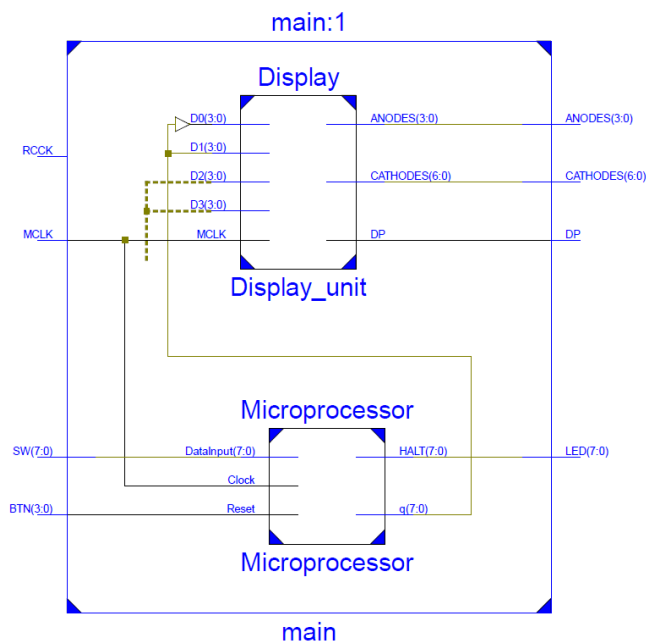 main:1
Display
D0(3:0)
ANODES(3:0)
ANODES(3:0)
RCCK
D1(3:0)
D2(3:0)
CATHODES(6:0)
CATHODES(6:0)
D3(3:0)
MCLK
MCLK
DP
DP
Display_unit
Microprocessor
SW(7:0)
DataInput(7:0)
HALT(7:0)
LED(7:0)
Clock
BTN(3:0)
Reset
q(7:0)
Microprocessor
main